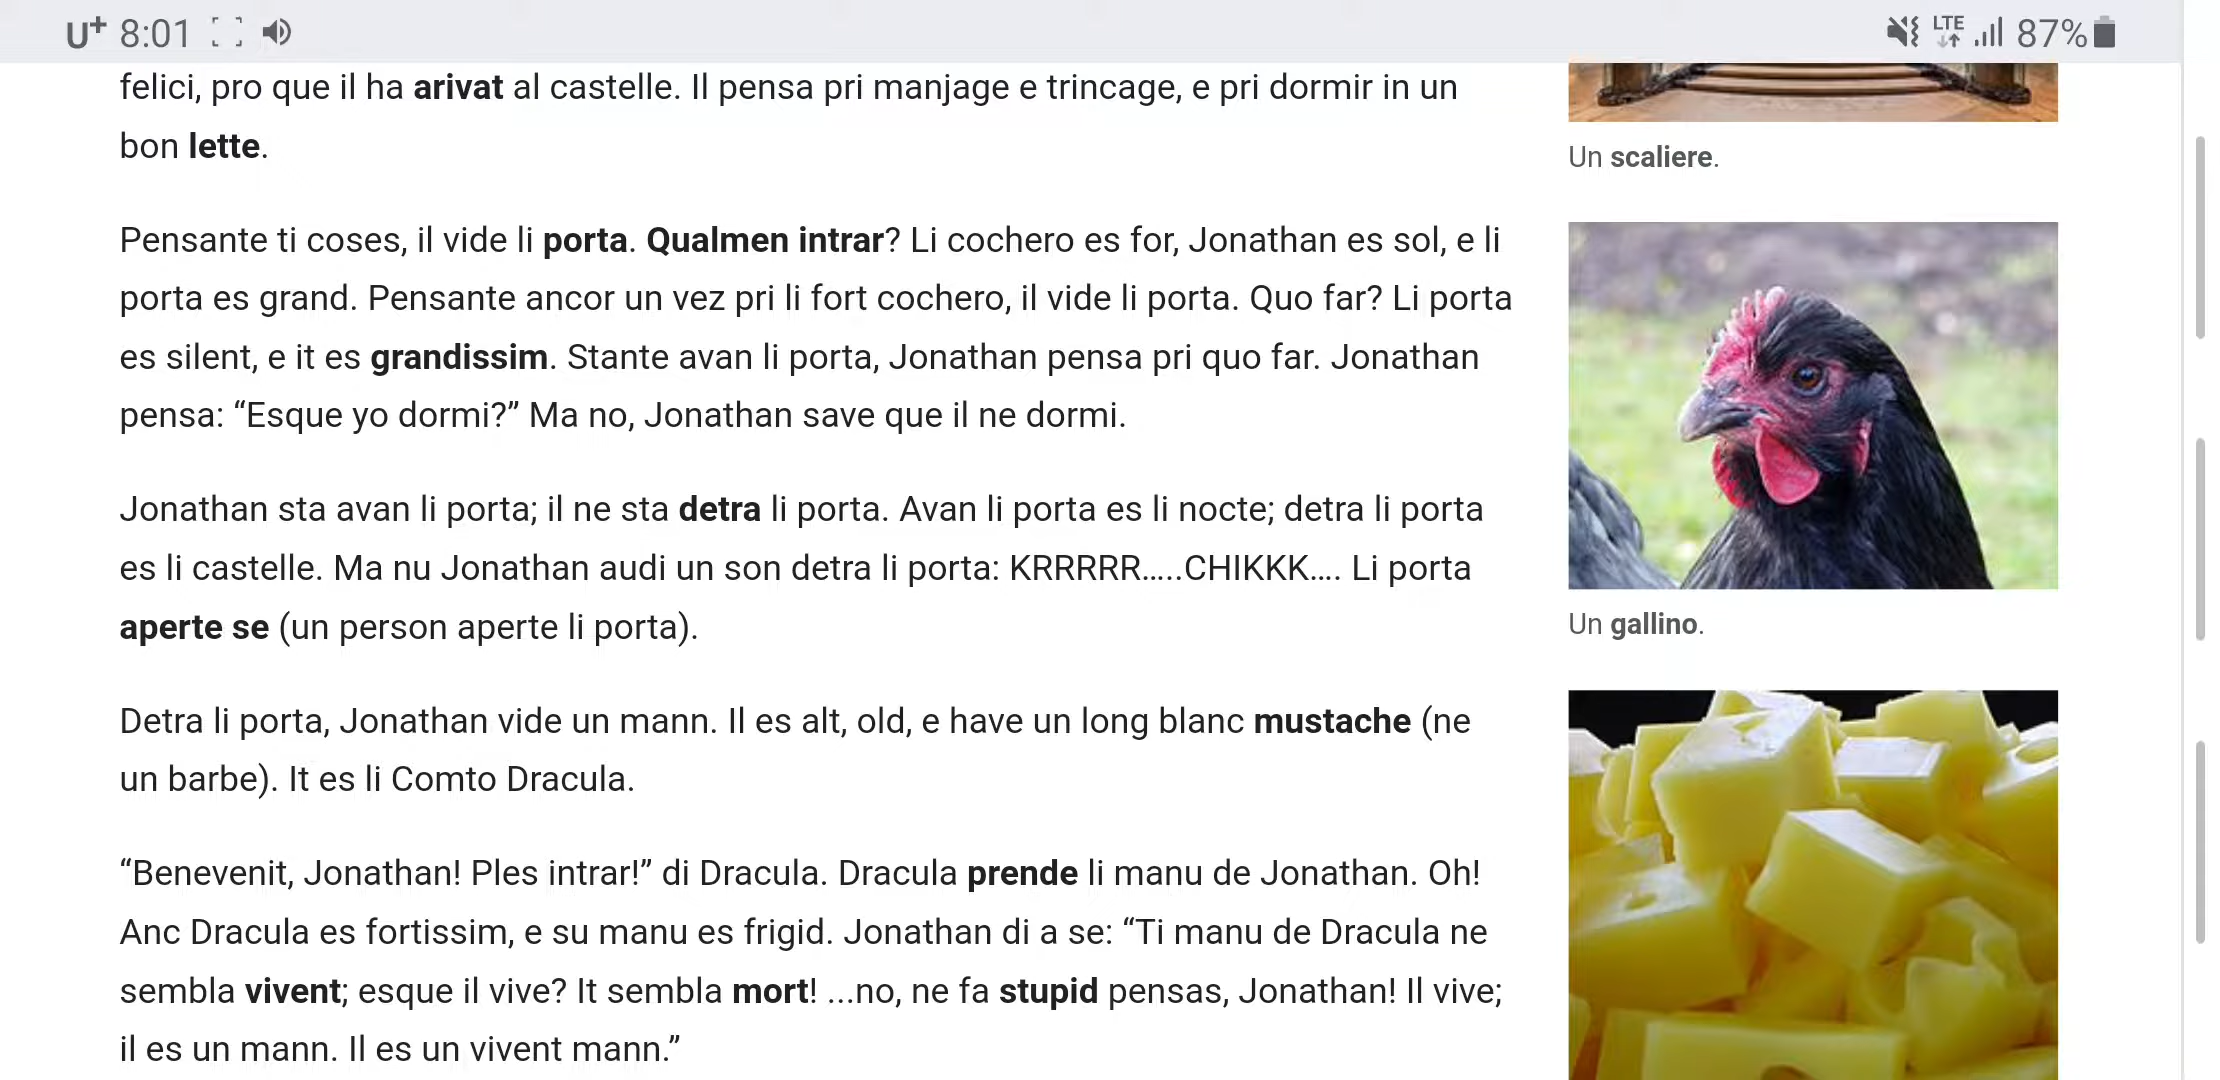 U+ 8:01
LTE 87%
felici, pro que il ha arivat al castelle. Il pensa pri manjage e trincage, e pri dormir in un
bon lette.
Pensante ti coses, il vide li porta. Qualmen intrar? Li cochero es for, Jonathan es sol, e li
porta es grand. Pensante ancor un vez pri li fort cochero, il vide li porta. Quo far? Li porta
es silent, e it es grandissim. Stante avan li porta, Jonathan pensa pri quo far. Jonathan
pensa: “Esque yo dormi?” Ma no, Jonathan save que il ne dormi.
Jonathan sta avan li porta; il ne sta detra li porta. Avan li porta es li nocte; detra li porta
es li castelle. Ma nu Jonathan audi un son detra li porta: KRRRRR.....CHIKKK.... Li porta
aperte se (un person aperte li porta).
Detra li porta, Jonathan vide un mann. Il es alt, old, e have un long blanc mustache (ne
un barbe). It es li Comto Dracula.
“Benevenit, Jonathan! Ples intrar!” di Dracula. Dracula prende li manu de Jonathan. Oh!
Anc Dracula es fortissim, e su manu es frigid. Jonathan di a se: “Ti manu de Dracula ne
sembla vivent; esque il vive? It sembla mort! ...no, ne fa stupid pensas, Jonathan! Il vive;
il es un mann. Il es un vivent mann.”
Un scaliere.
Un gallino.